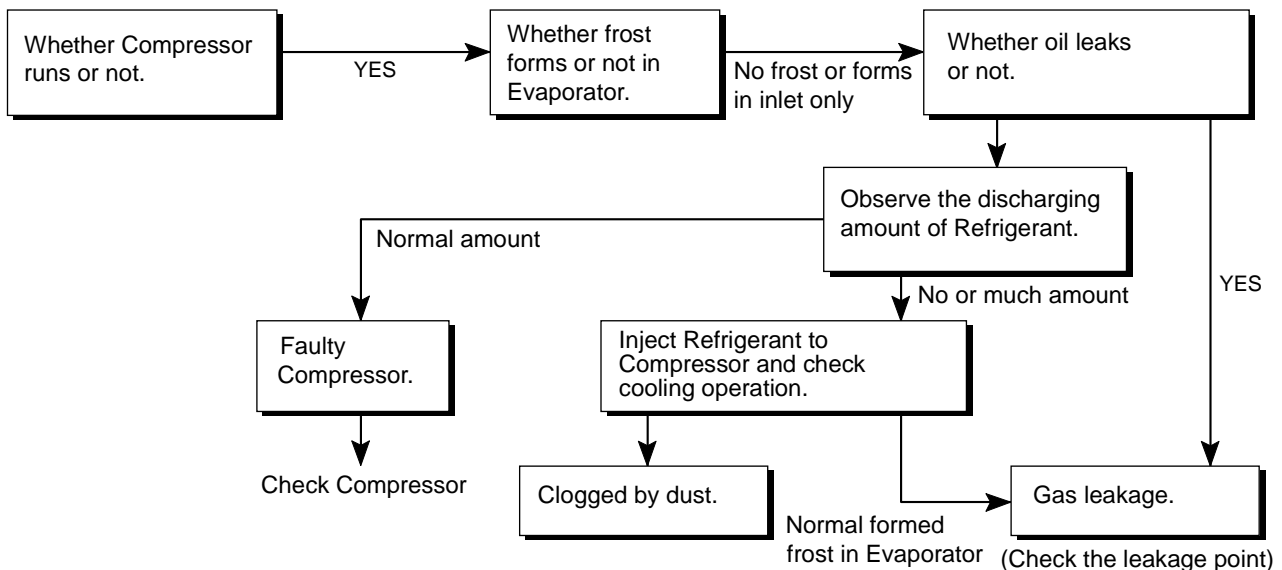 Whether Compressor
runs or not.
YES
Whether frost
forms or not in
Evaporator.
No frost or forms
in inlet only
Whether oil leaks
or not.
Observe the discharging
amount of Refrigerant.
Normal amount
No or much amount
YES
Faulty
Compressor.
Inject Refrigerant to
Compressor and check
cooling operation.
Check Compressor
Clogged by dust.
Normal formed
frost in Evaporator
Gas leakage.
(Check the leakage point)